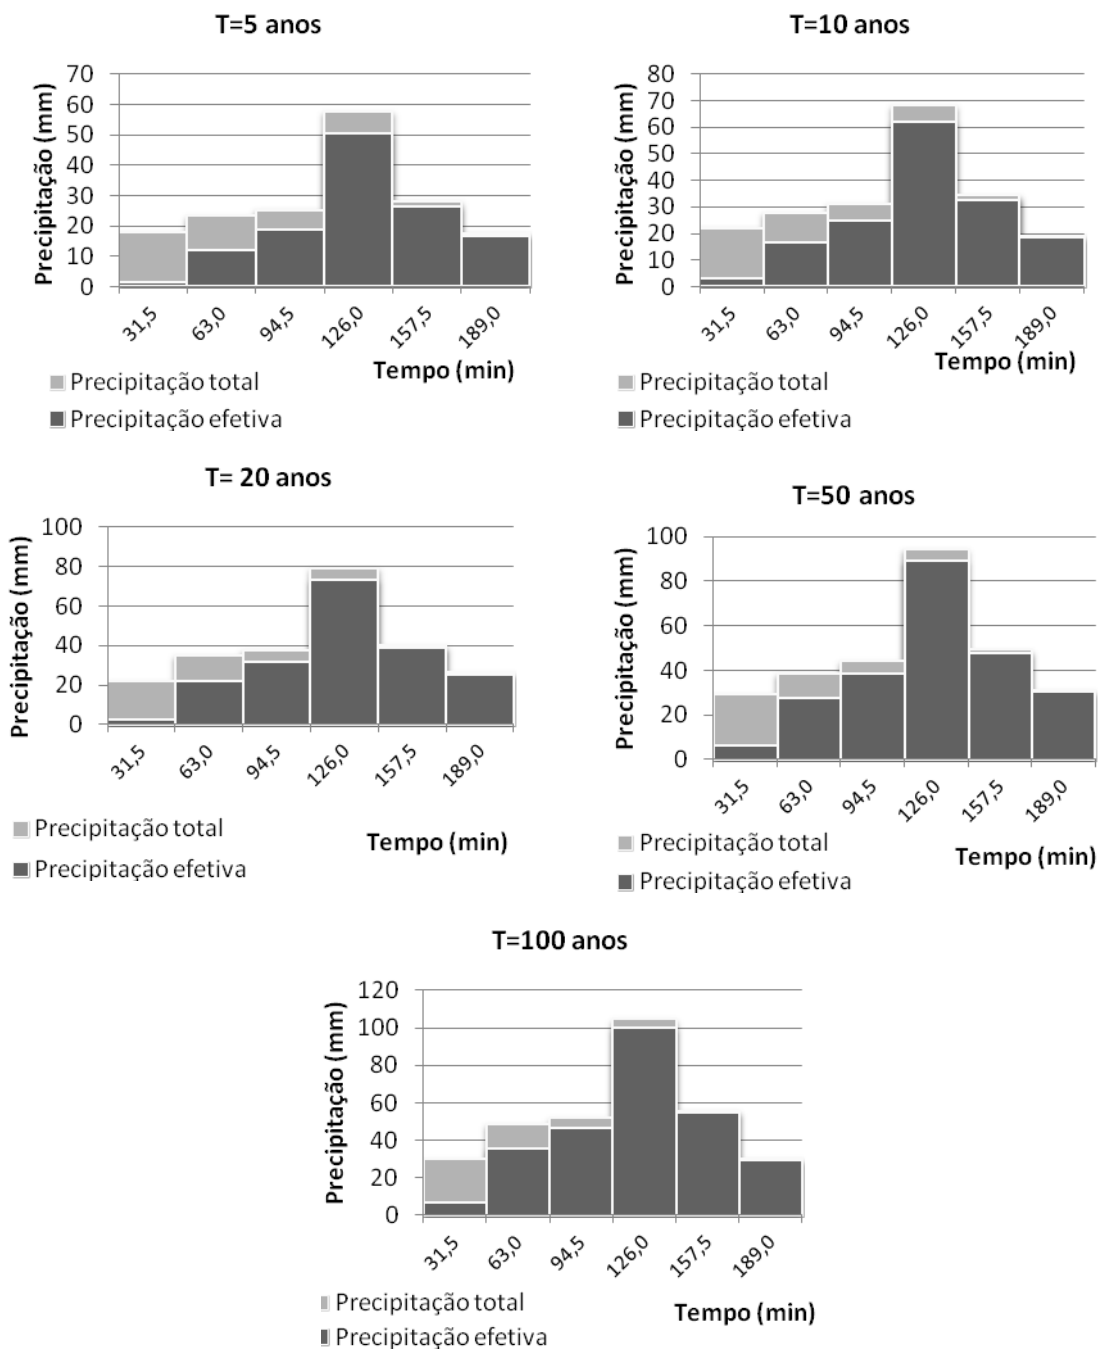 T=5 anos
Precipitação (mm)
70
60
50
40
30
20
10
0
31,5
63,0
94,5
126,0
157,5
189,0
Tempo (min)
Precipitação total
Precipitação efetiva
T=10 anos
Precipitação (mm)
80
70
60
50
40
30
20
10
0
31,5
63,0
94,5
126,0
157,5
189,0
Tempo (min)
Precipitação total
Precipitação efetiva
T= 20 anos
Precipitação (mm)
100
80
60
40
20
0
31,5
63,0
94,5
126,0
157,5
189,0
Precipitação total
Tempo (min)
Precipitação efetiva
T=50 anos
Precipitação (mm)
100
80
60
40
20
0
31,5
63,0
94,5
126,0
157,5
189,0
Precipitação total
Tempo (min)
Precipitação efetiva
T=100 anos
Precipitação (mm)
120
100
80
60
40
20
0
31,5
63,0
94,5
126,0
157,5
189,0
Precipitação total
Tempo (min)
Precipitação efetiva